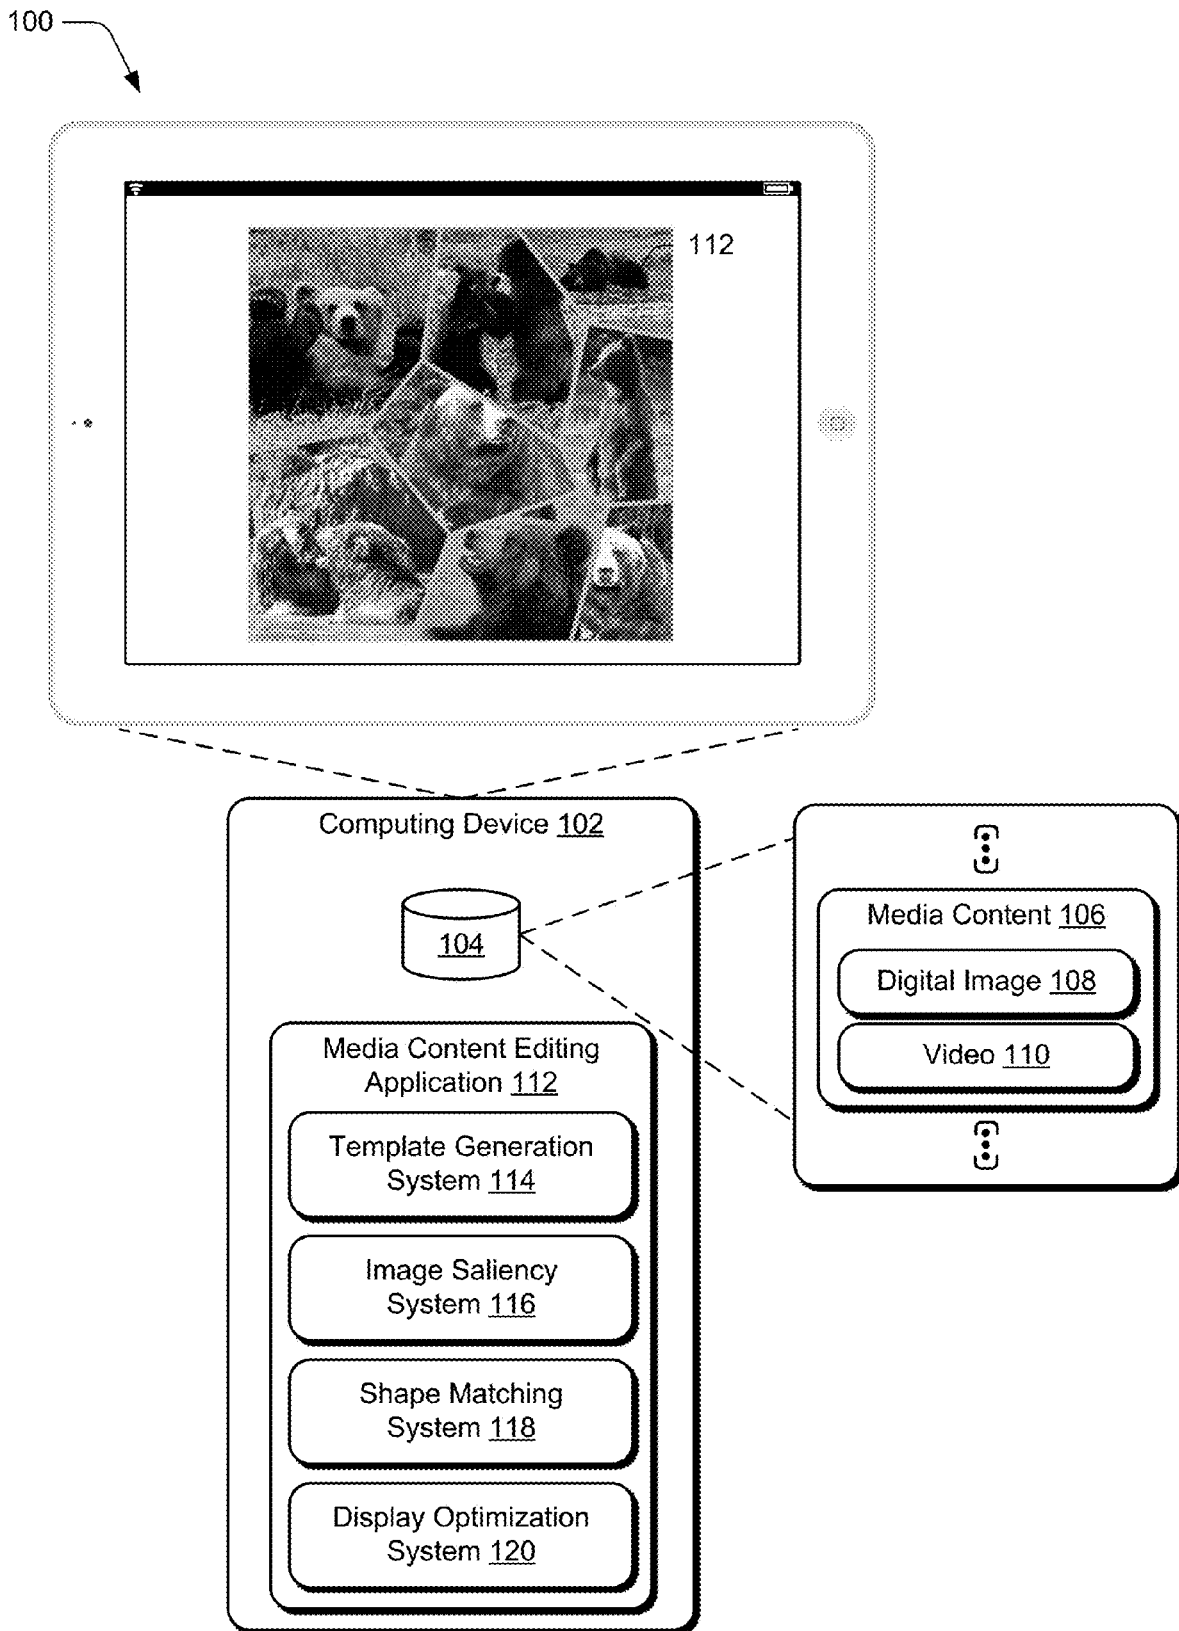 100
112
Computing Device 102
104
Media Content 106
Digital Image 108
Video 110
Media Content Editing
Application 112
Template Generation
System 114
Image Saliency
System 116
Shape Matching
System 118
Display Optimization
System 120